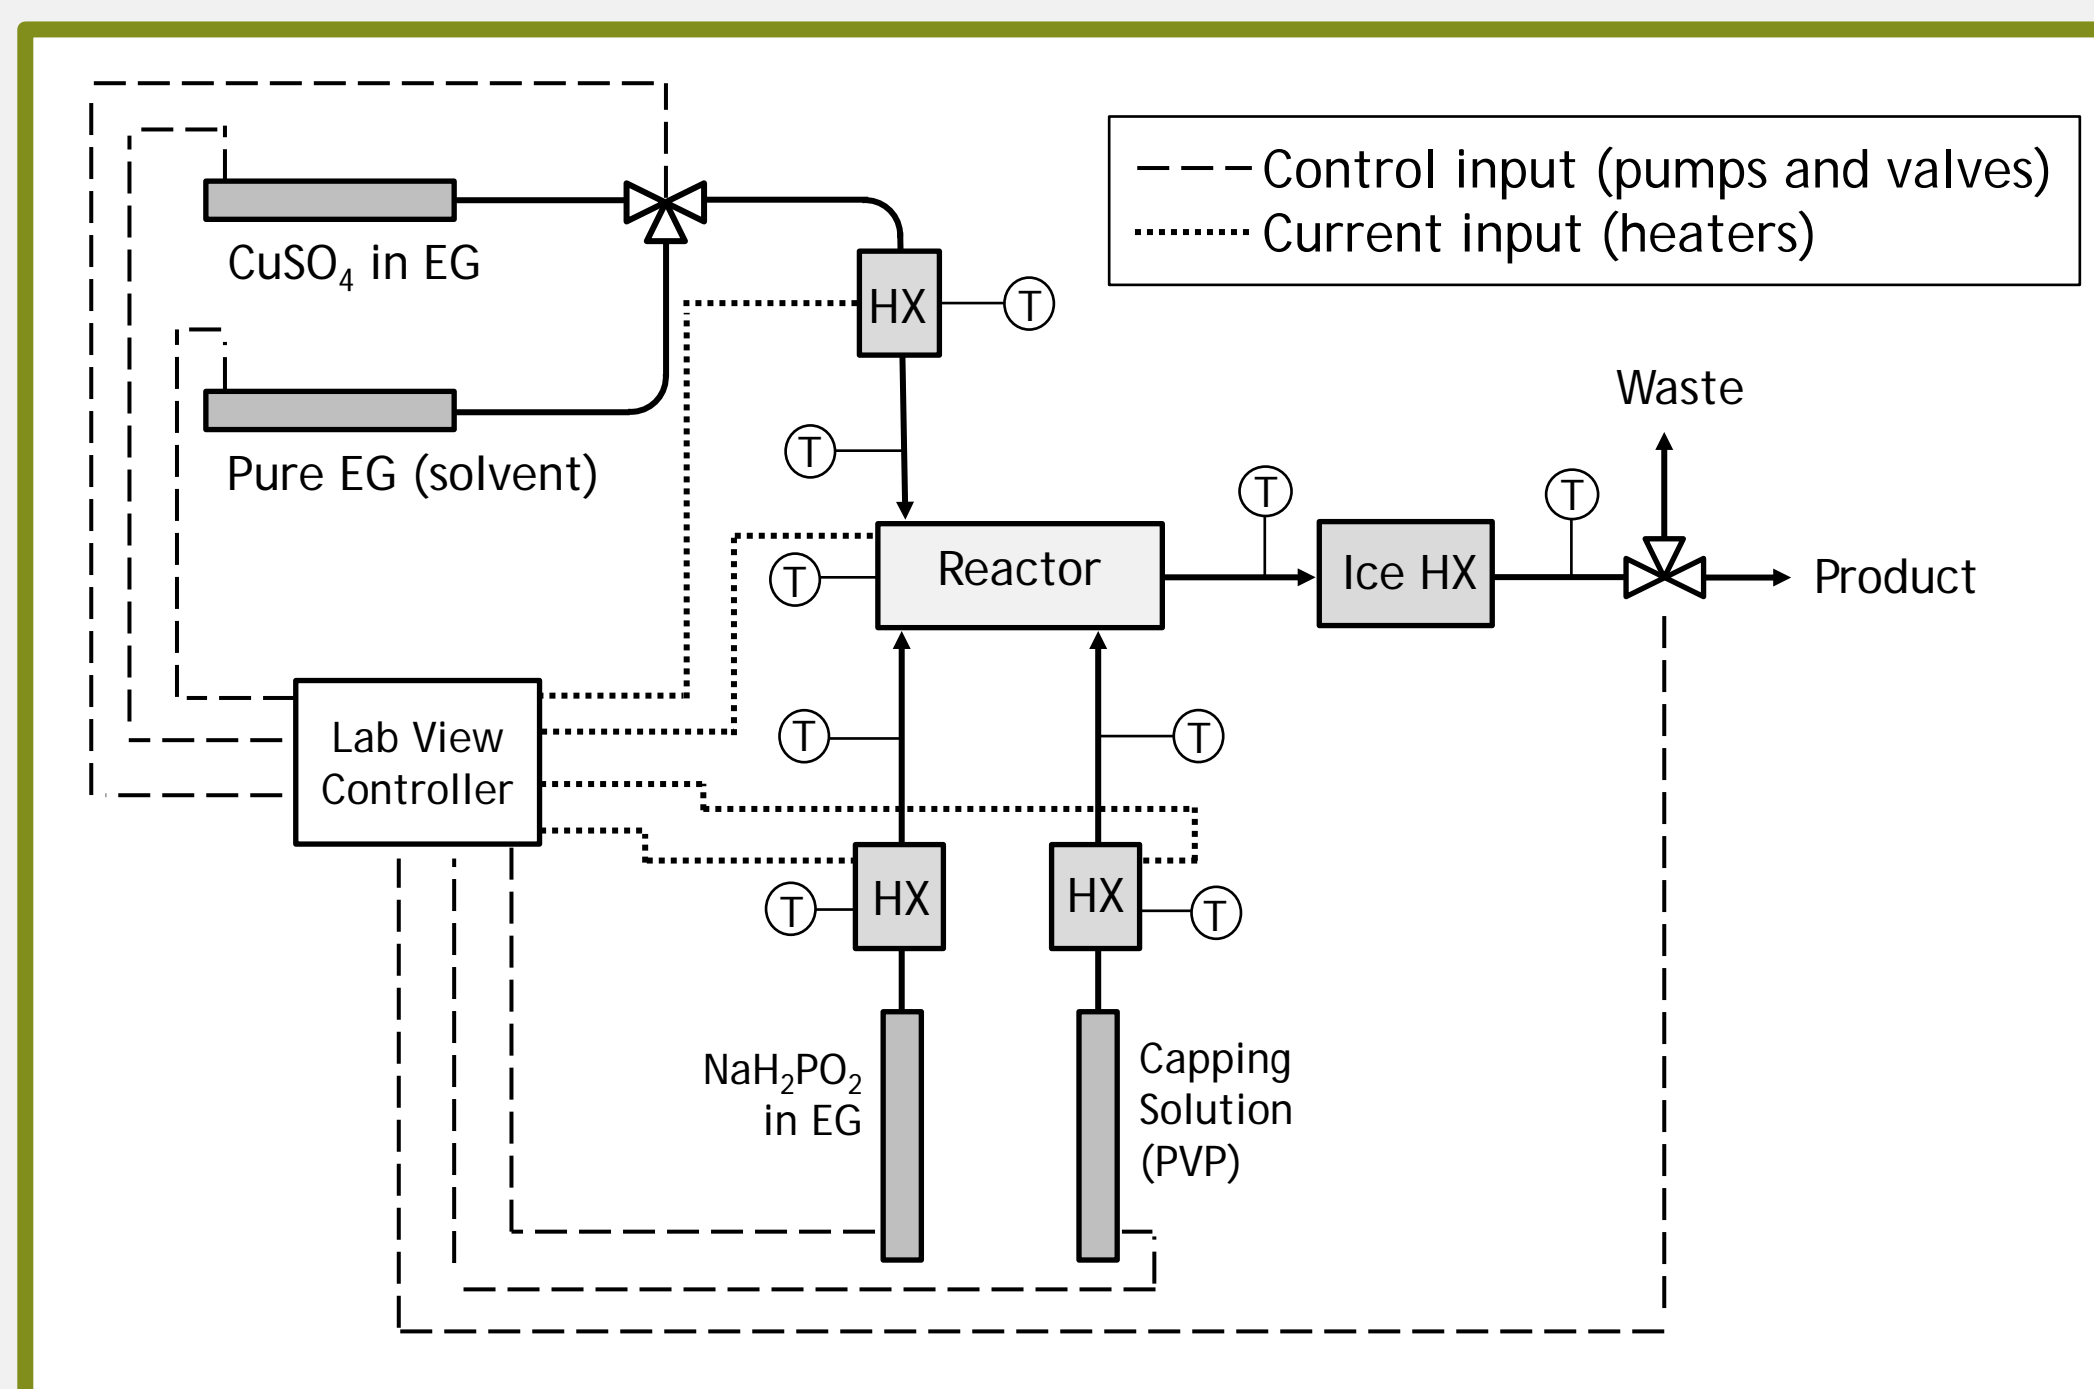 Control input (pumps and valves)
Current input (heaters)
CuSO₄ in EG
HX
T
Pure EG (solvent)
T
Waste
T
T
Reactor
T
Ice HX
Product
Lab View
Controller
T
T
HX
T
HX
T
NaH₂PO₂
in EG
Capping
Solution
(PVP)